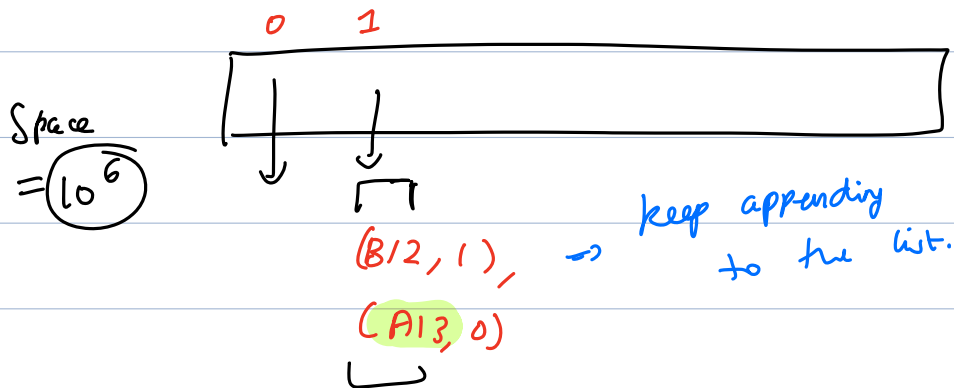 0 1
Space
= 10^6
(B12, 1), → keep appending
to the list.
(A13, 0)